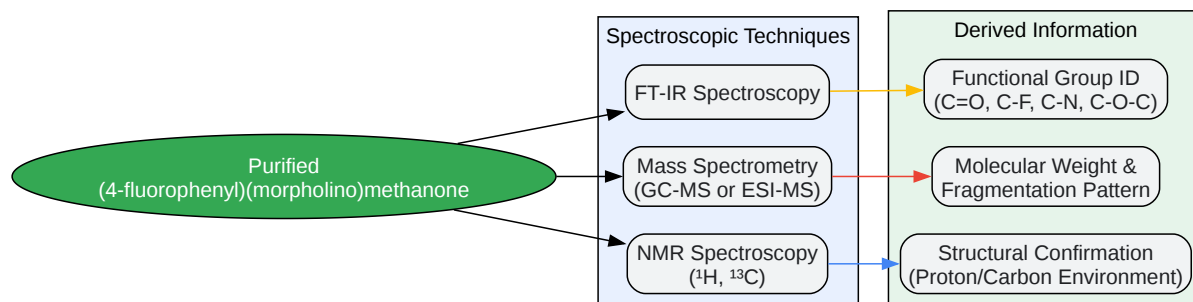 Spectroscopic Techniques
Derived Information
Purified
(4-fluorophenyl)(morpholino)methanone
FT-IR Spectroscopy
Functional Group ID
(C=O, C-F, C-N, C-O-C)
Mass Spectrometry
(GC-MS or ESI-MS)
Molecular Weight &
Fragmentation Pattern
NMR Spectroscopy
(¹H, ¹³C)
Structural Confirmation
(Proton/Carbon Environment)